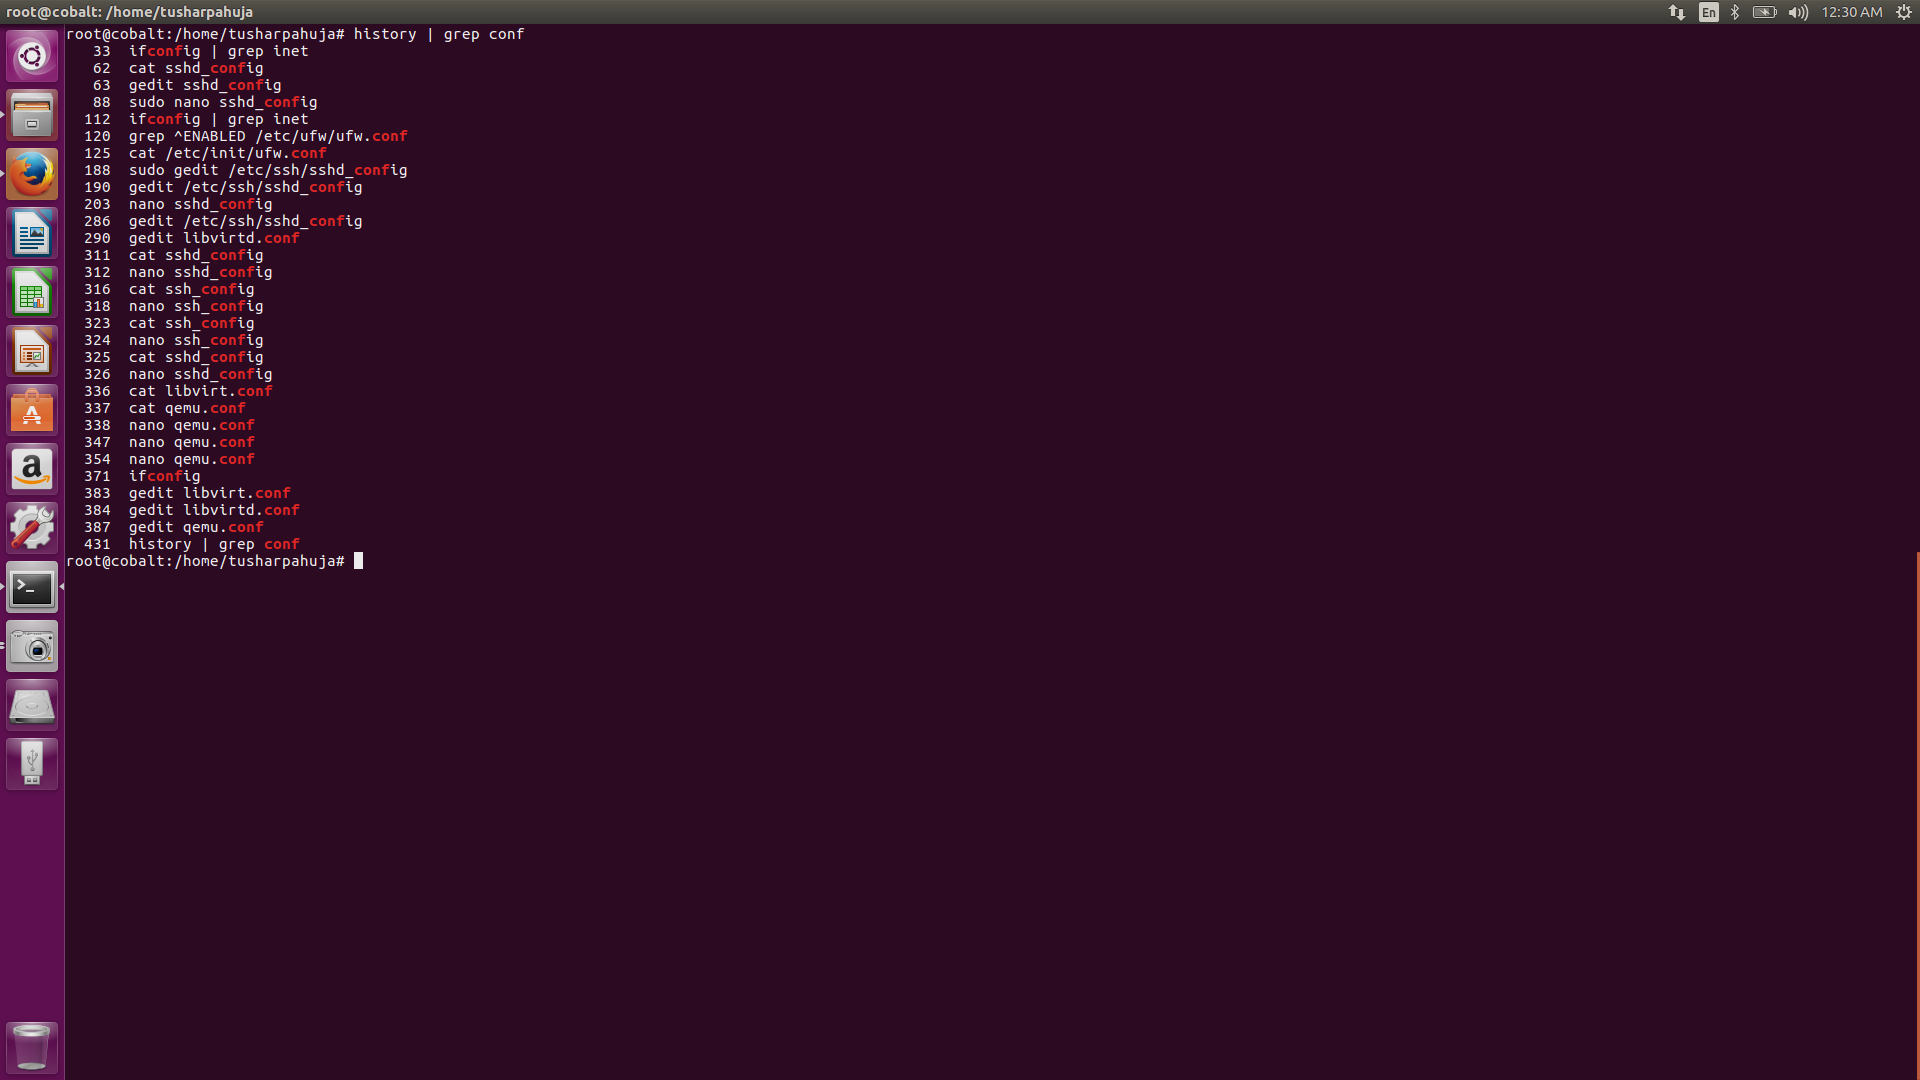 root@cobalt: /home/tusharpahuja
En
12:30 AM
root@cobalt:/home/tusharpahuja# history | grep conf
33 ifconfig | grep inet
62 cat sshd_config
63 gedit sshd_config
88 sudo nano sshd_config
112 ifconfig | grep inet
120 grep ^ENABLED /etc/ufw/ufw.conf
125 cat /etc/init/ufw.conf
188 sudo gedit /etc/ssh/sshd_config
190 gedit /etc/ssh/sshd_config
203 nano sshd_config
286 gedit /etc/ssh/sshd_config
290 gedit libvirtd.conf
311 cat sshd_config
312 nano sshd_config
316 cat ssh_config
318 nano ssh_config
323 cat ssh_config
324 nano ssh_config
325 cat sshd_config
326 nano sshd_config
336 cat libvirt.conf
337 cat qemu.conf
338 nano qemu.conf
347 nano qemu.conf
354 nano qemu.conf
371 ifconfig
383 gedit libvirt.conf
384 gedit libvirtd.conf
387 gedit qemu.conf
431 history | grep conf
root@cobalt:/home/tusharpahuja#